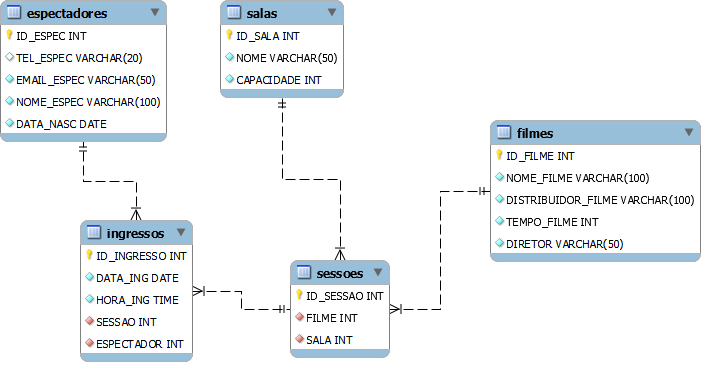 espectadores
ID_ESPEC INT
TEL_ESPEC VARCHAR(20)
EMAIL_ESPEC VARCHAR(50)
NOME_ESPEC VARCHAR(100)
DATA_NASC DATE
salas
ID_SALA INT
NOME VARCHAR(50)
CAPACIDADE INT
filmes
ID_FILME INT
NOME_FILME VARCHAR(100)
DISTRIBUIDOR_FILME VARCHAR(100)
TEMPO_FILME INT
DIRETOR VARCHAR(50)
ingressos
ID_INGRESSO INT
DATA_ING DATE
HORA_ING TIME
SESSAO INT
ESPECTADOR INT
sessoes
ID_SESSAO INT
FILME INT
SALA INT